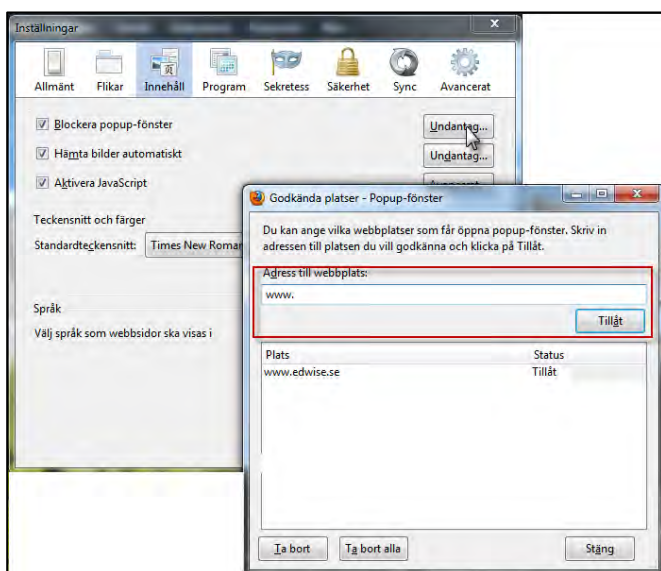 Inställningar
Allmänt Flikar Innehåll Program Sekretess Säkerhet Sync Avancerat
Blockera popup-fönster
Undantag...
Hämta bilder automatiskt
Undantag...
Aktivera JavaScript
Teckensnitt och färger
Standardteckensnitt: Times New Roman
Språk
Välj språk som webbsidor ska visas i
Godkända platser - Popup-fönster
Du kan ange vilka webbplatser som får öppna popup-fönster. Skriv in
adressen till platsen du vill godkänna och klicka på Tillåt.
Adress till webbplats:
www.
Tillåt
Plats Status
www.edwise.se Tillåt
Ta bort Ta bort alla Stäng